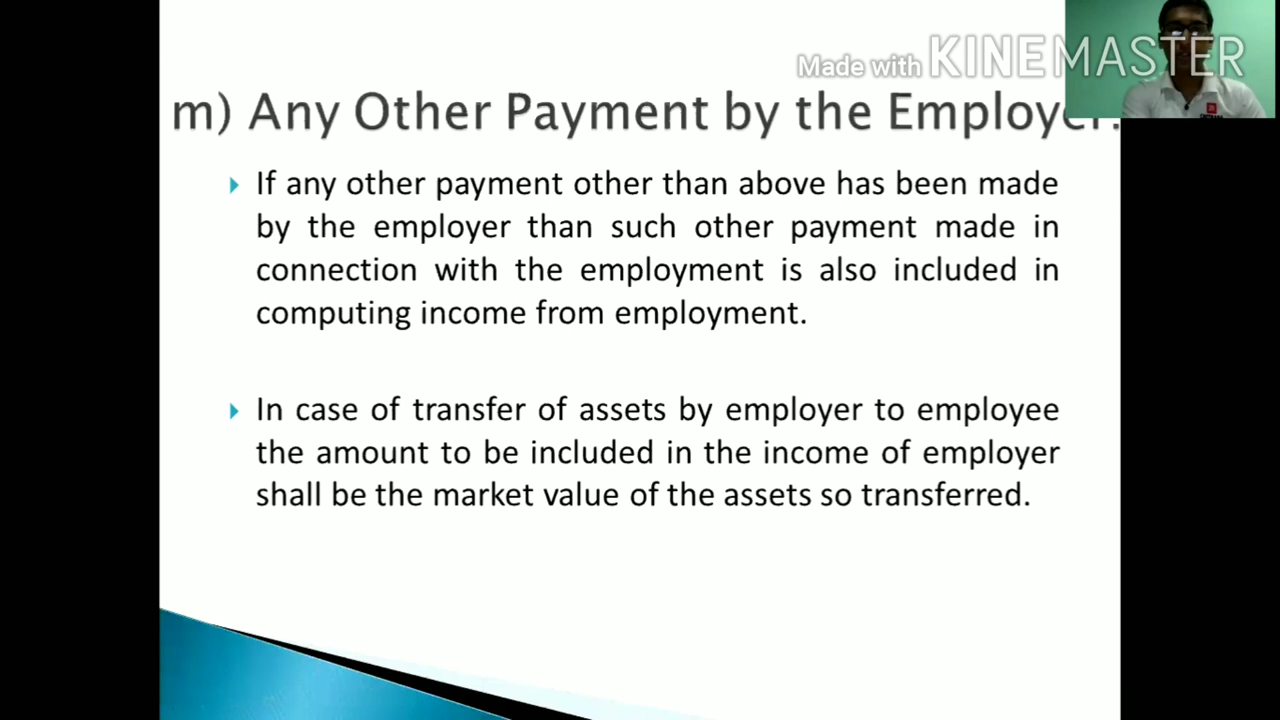 Made with KINEMASTER
m) Any Other Payment by the Employer.
If any other payment other than above has been made
by the employer than such other payment made in
connection with the employment is also included in
computing income from employment.
In case of transfer of assets by employer to employee
the amount to be included in the income of employer
shall be the market value of the assets so transferred.